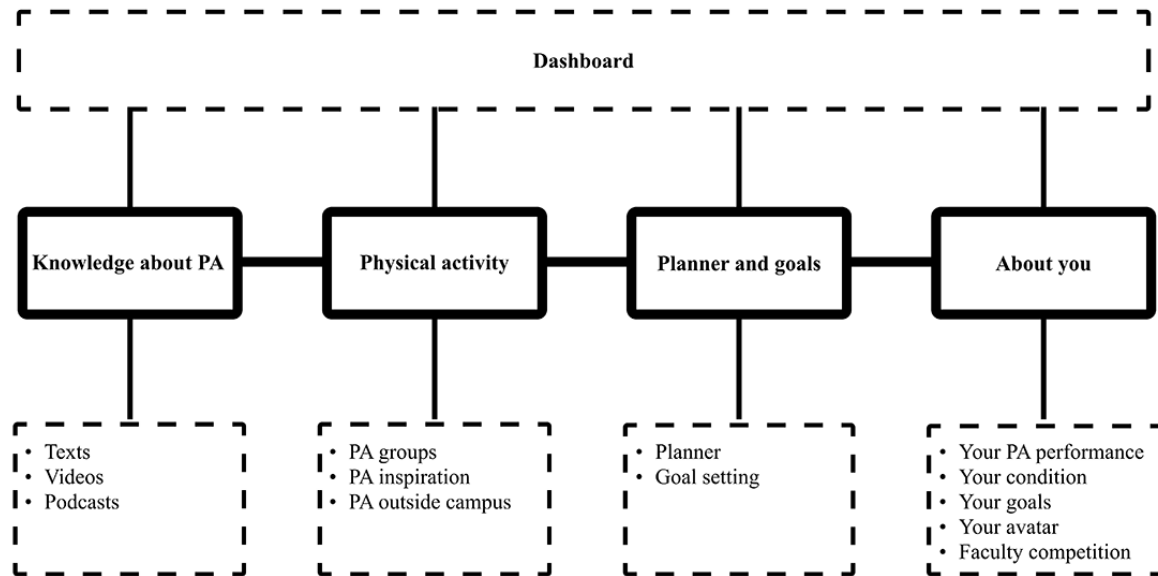 Dashboard
Knowledge about PA
Physical activity
Planner and goals
About you
• Texts
• Videos
• Podcasts
• PA groups
• PA inspiration
• PA outside campus
• Planner
• Goal setting
• Your PA performance
• Your condition
• Your goals
• Your avatar
• Faculty competition